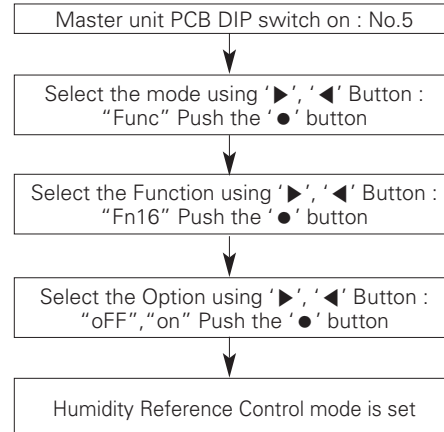 Master unit PCB DIP switch on : No.5
Select the mode using ‘▶’, ‘◀’ Button :
“Func” Push the ‘●’ button
Select the Function using ‘▶’, ‘◀’ Button :
“Fn16” Push the ‘●’ button
Select the Option using ‘▶’, ‘◀’ Button :
“oFF”,“on” Push the ‘●’ button
Humidity Reference Control mode is set